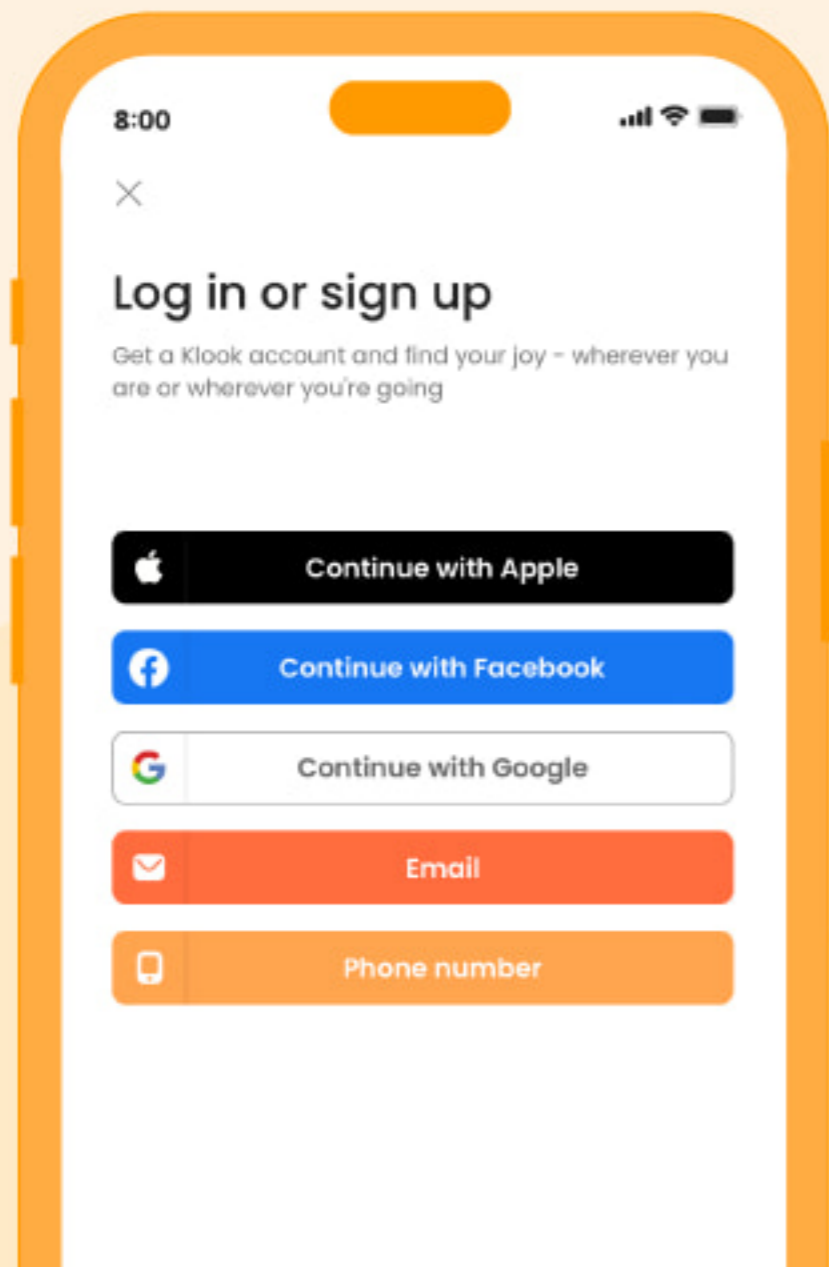 8:00
Log in or sign up
Get a Klook account and find your joy - wherever you
are or wherever you're going
Continue with Apple
Continue with Facebook
Continue with Google
Email
Phone number